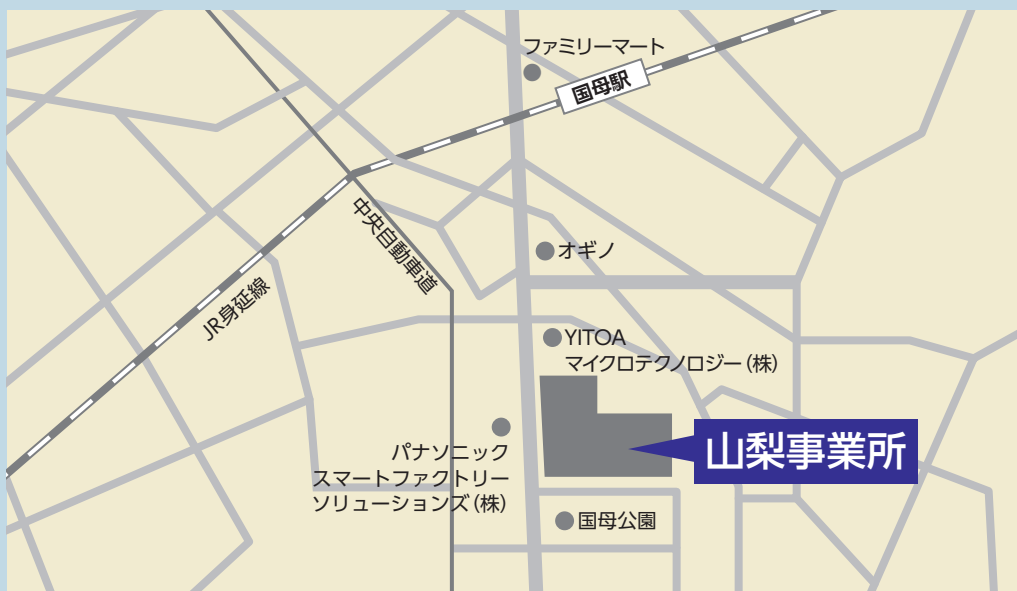 ファミリーマート
国母駅
中央自動車道
JR身延線
オギノ
YITOA
マイクロテクノロジー(株)
パナソニック
スマートファクトリー
ソリューションズ(株)
山梨事業所
国母公園